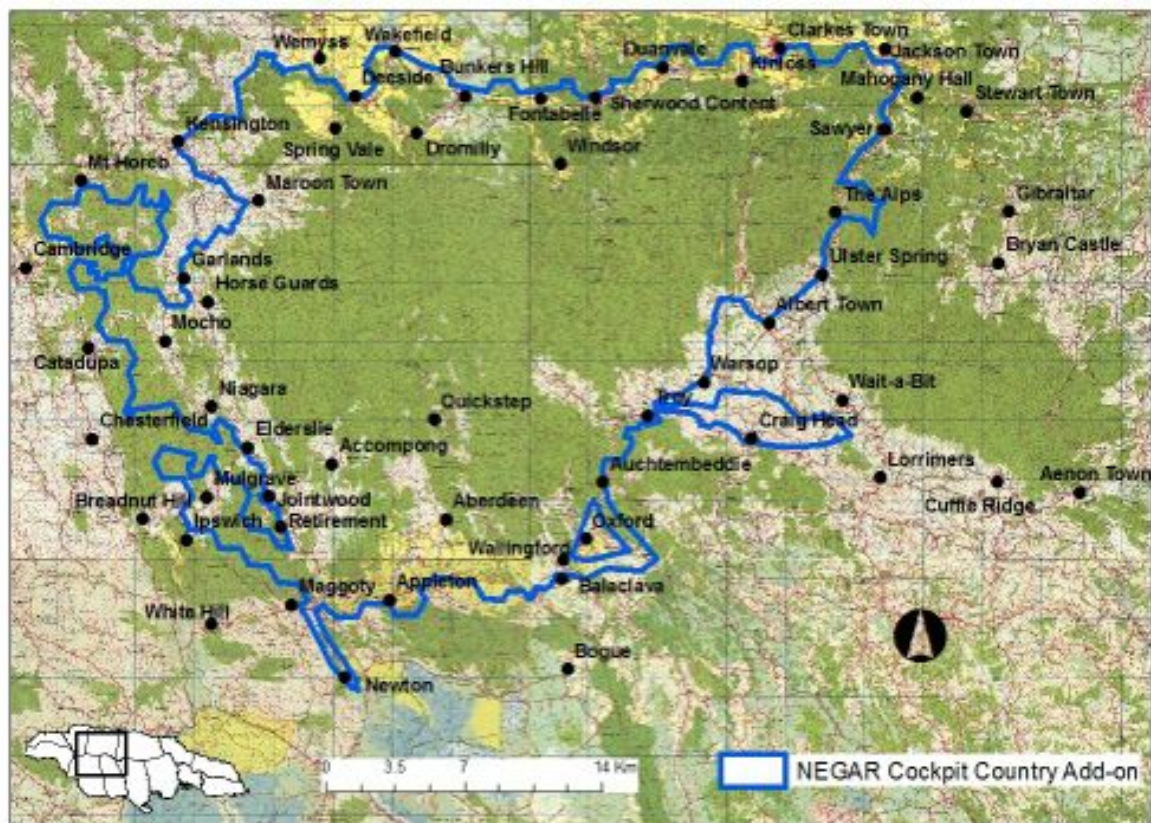 Clarkes Town
Wemyss
Wakefield
Duanvale
Jackson Town
Deeside
Bunkers Hill
Kinloss
Mahogany Hall
Fontabelle
Sherwood Content
Stewart Town
Kensington
Sawyer
Spring Vale
Dromilly
Windsor
Mt Horeb
Maroon Town
The Alps
Gibraltar
Cambridge
Garlands
Bryan Castle
Ulster Spring
Horse Guards
Albert Town
Mocho
Catadupa
Warsop
Niagara
Wait-a-Bit
Quickstep
Troy
Chesterfield
Craig Head
Elderslie
Accompong
Auchtembeddie
Lorrimers
Aenon Town
Mulgrave
Breadnut Hill
Jointwood
Aberdeen
Cuffie Ridge
Ipswich
Retirement
Oxford
Wallingford
Maggoty
Appleton
Balaclava
White Hill
Bogue
Newton
0 3.5 7 14 Km
NEGAR Cockpit Country Add-on